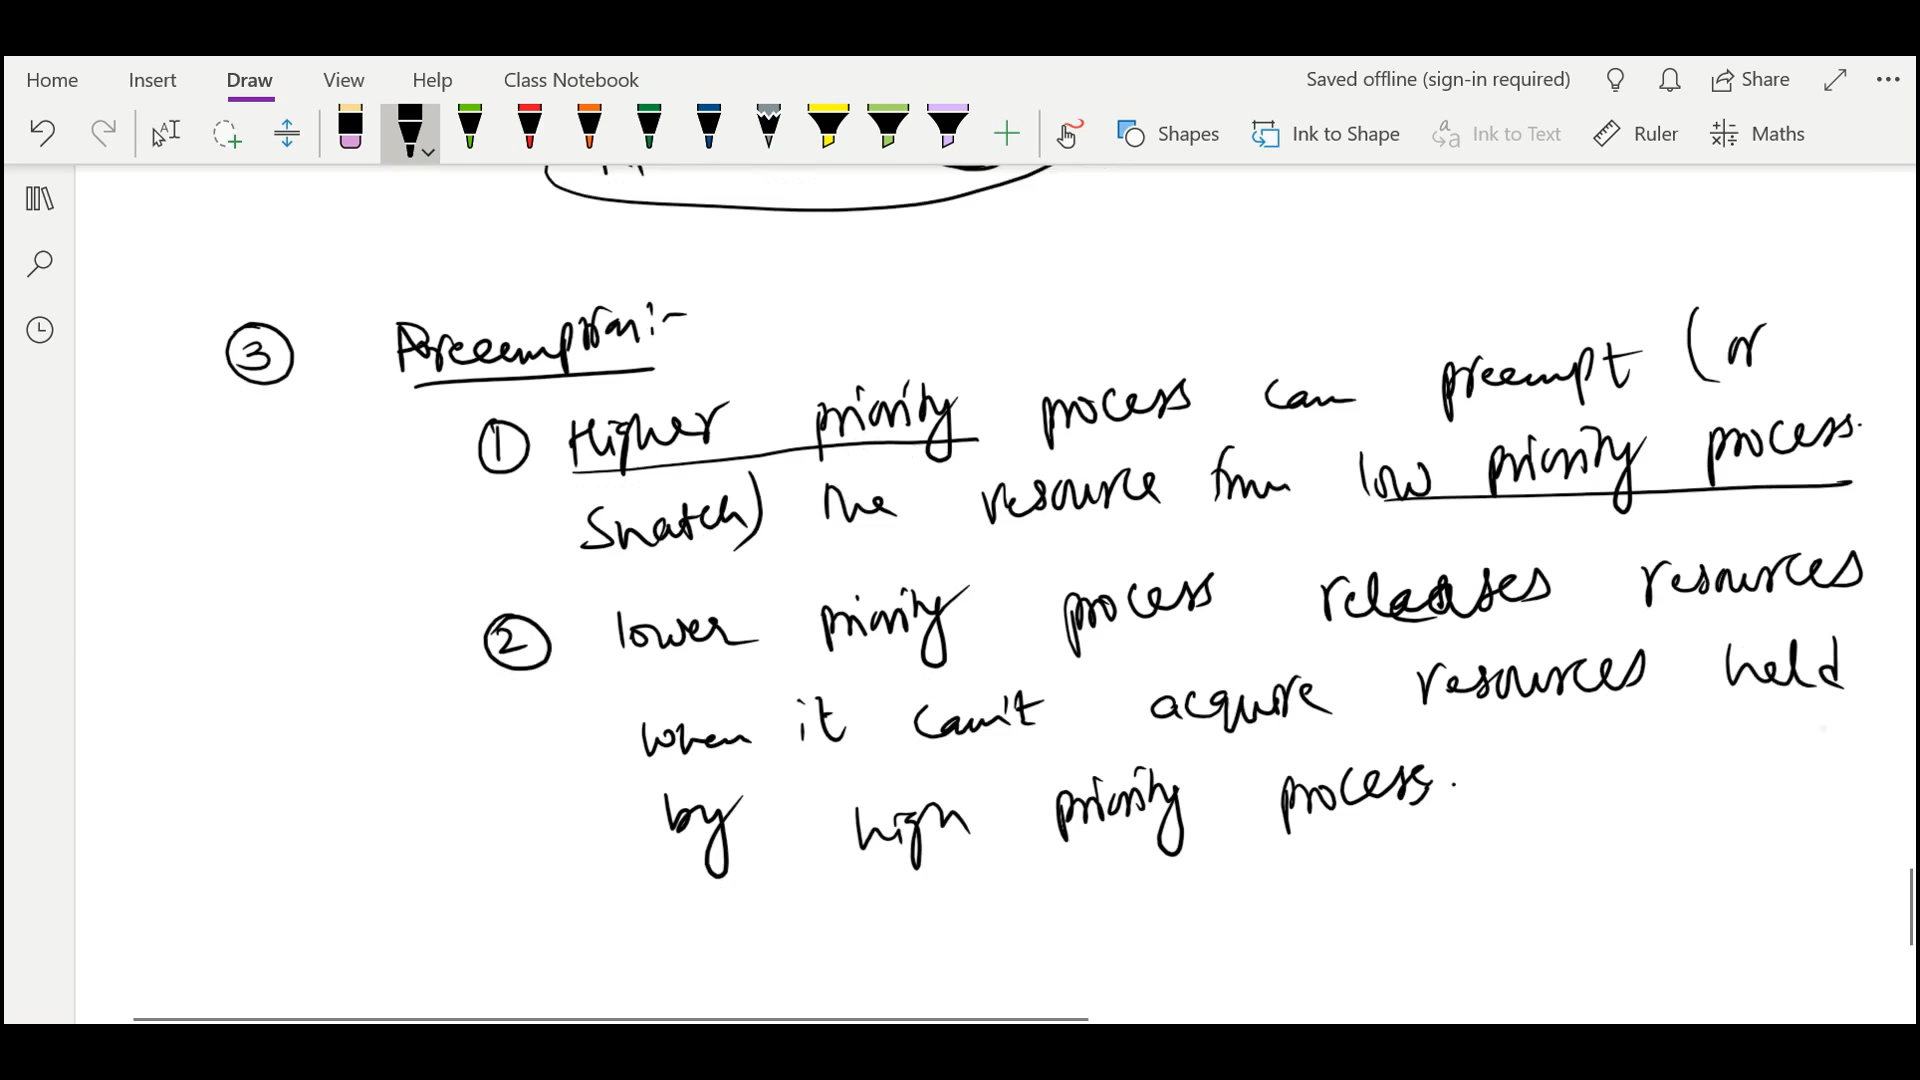 Home Insert Draw View Help Class Notebook Saved offline (sign-in required) Share
Shapes Ink to Shape Ink to Text Ruler Maths
3 Preemption:-
1 Higher priority process can preempt (or
snatch) the resource from low priority process.
2 lower priority process releases resources
when it can't acquire resources held
by high priority process.